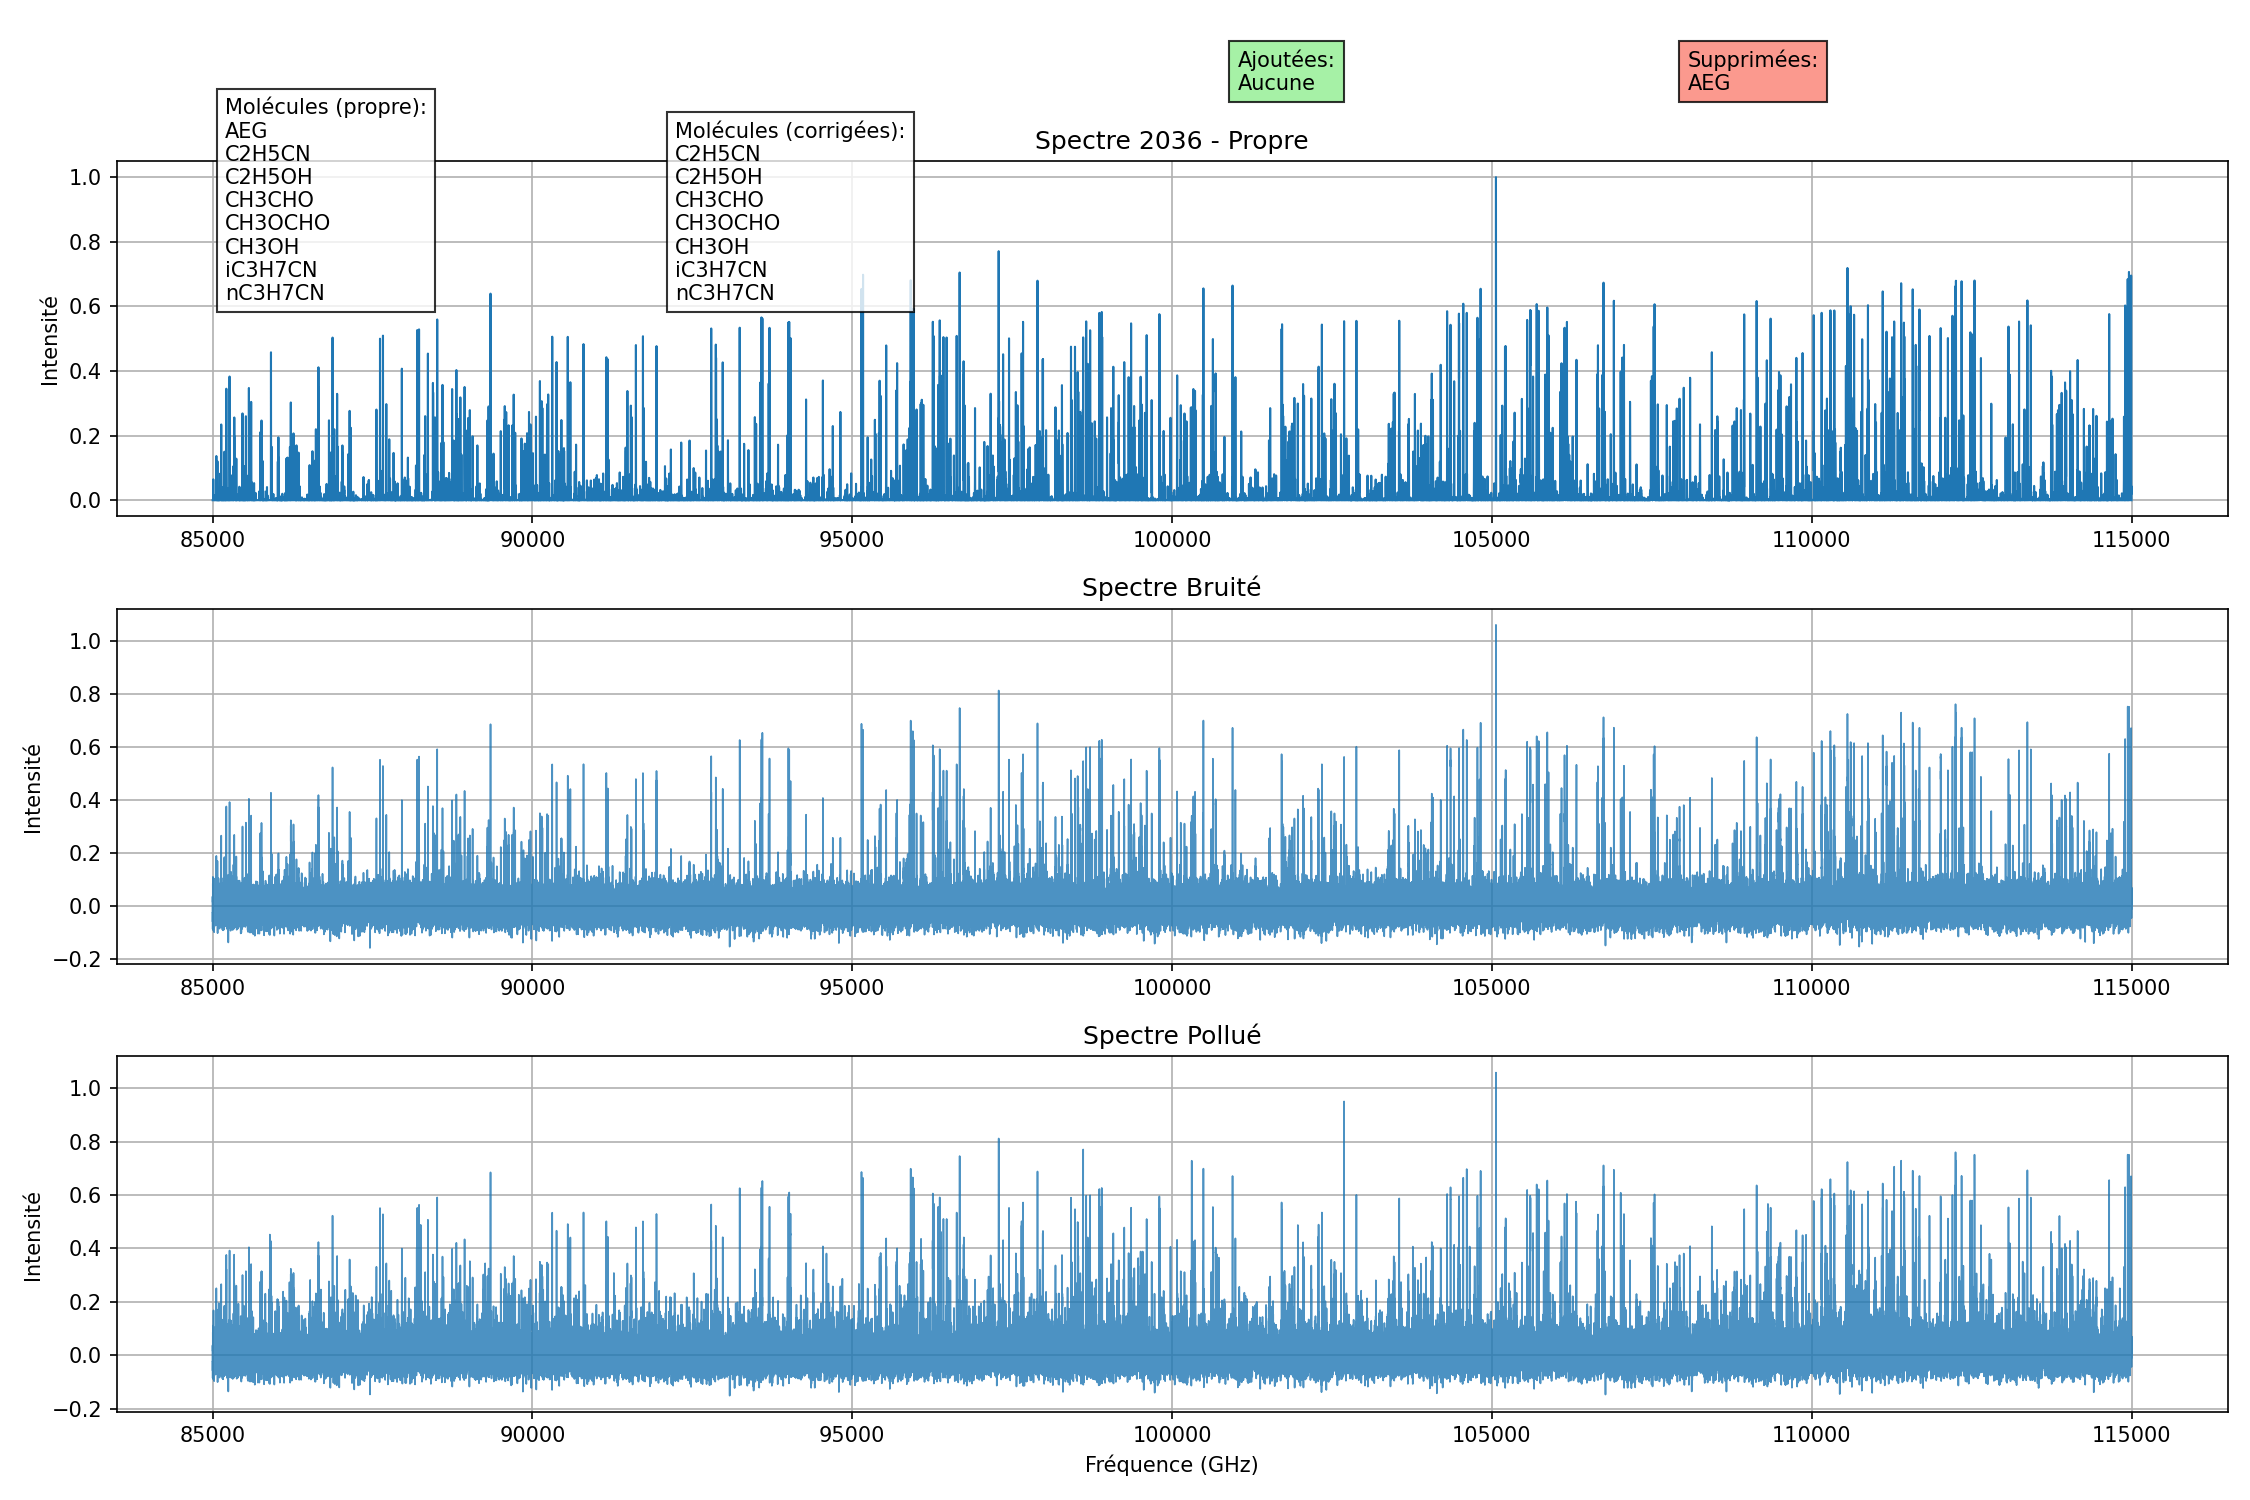 Ajoutées:
Aucune
Supprimées:
AEG
Molécules (propre):
AEG
C2H5CN
C2H5OH
CH3CHO
CH3OCHO
CH3OH
iC3H7CN
nC3H7CN
Molécules (corrigées):
C2H5CN
C2H5OH
CH3CHO
CH3OCHO
CH3OH
iC3H7CN
nC3H7CN
Spectre 2036 - Propre
Intensité
1.0
0.8
0.6
0.4
0.2
0.0
85000 90000 95000 100000 105000 110000 115000
Spectre Bruité
Intensité
1.0
0.8
0.6
0.4
0.2
0.0
−0.2
85000 90000 95000 100000 105000 110000 115000
Spectre Pollué
Intensité
1.0
0.8
0.6
0.4
0.2
0.0
−0.2
85000 90000 95000 100000 105000 110000 115000
Fréquence (GHz)